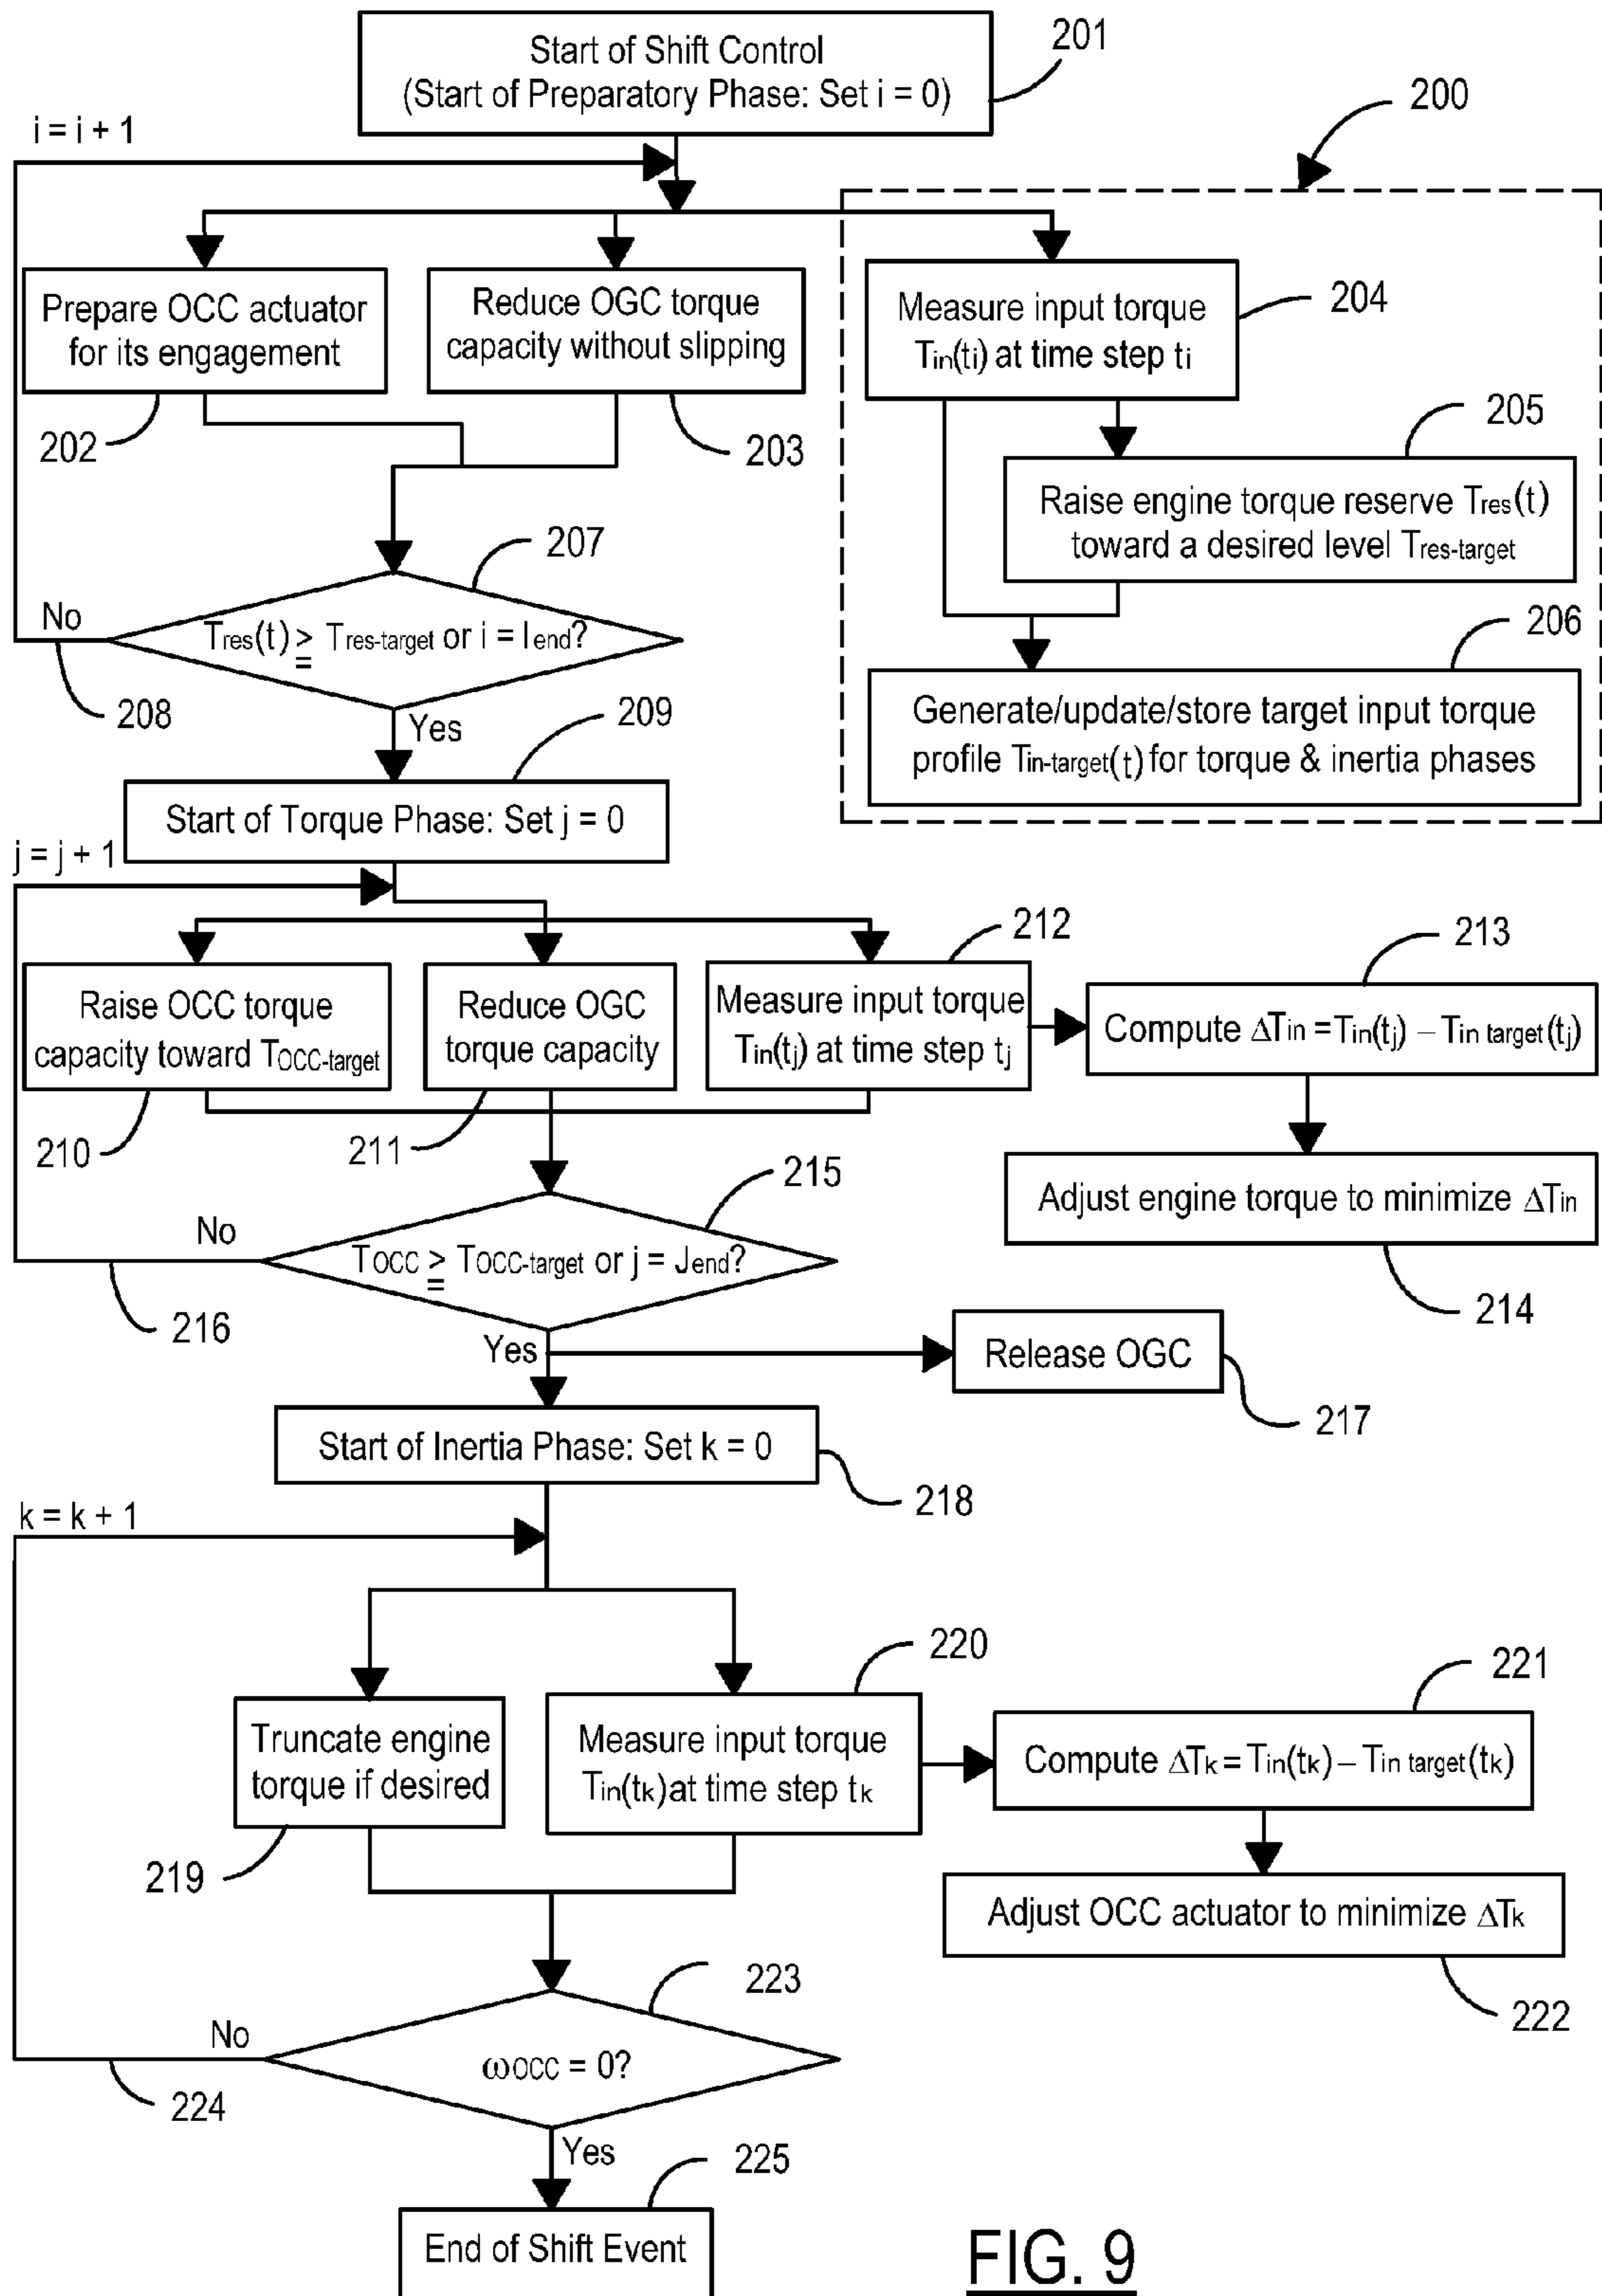 Start of Shift Control
(Start of Preparatory Phase: Set i = 0)
201
200
i = i + 1
Prepare OCC actuator
for its engagement
202
Reduce OGC torque
capacity without slipping
203
Measure input torque
Tin(ti) at time step ti
204
205
Raise engine torque reserve Tres(t)
toward a desired level Tres-target
206
Generate/update/store target input torque
profile Tin-target(t) for torque & inertia phases
207
Tres(t) ≥ Tres-target or i = Iend?
No
208
Yes
209
Start of Torque Phase: Set j = 0
j = j + 1
Raise OCC torque
capacity toward TOCC-target
210
Reduce OGC
torque capacity
211
212
Measure input torque
Tin(tj) at time step tj
213
Compute ΔTin = Tin(tj) – Tin target(tj)
Adjust engine torque to minimize ΔTin
214
215
TOCC ≥ TOCC-target or j = Jend?
No
216
Yes
Release OGC
217
Start of Inertia Phase: Set k = 0
218
k = k + 1
Truncate engine
torque if desired
219
220
Measure input torque
Tin(tk) at time step tk
221
Compute ΔTk = Tin(tk) – Tin target(tk)
Adjust OCC actuator to minimize ΔTk
222
223
ωOCC = 0?
No
224
Yes
225
End of Shift Event
FIG. 9